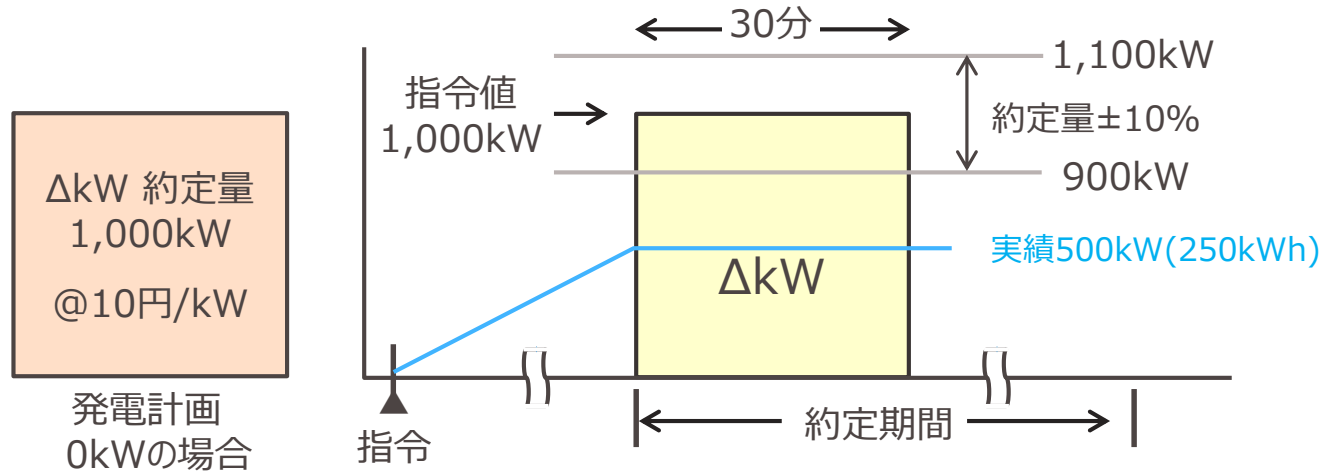 ΔkW 約定量
1,000kW
@10円/kW
発電計画
0kWの場合
30分
指令値
1,000kW
1,100kW
約定量±10%
900kW
実績500kW(250kWh)
ΔkW
指令
約定期間